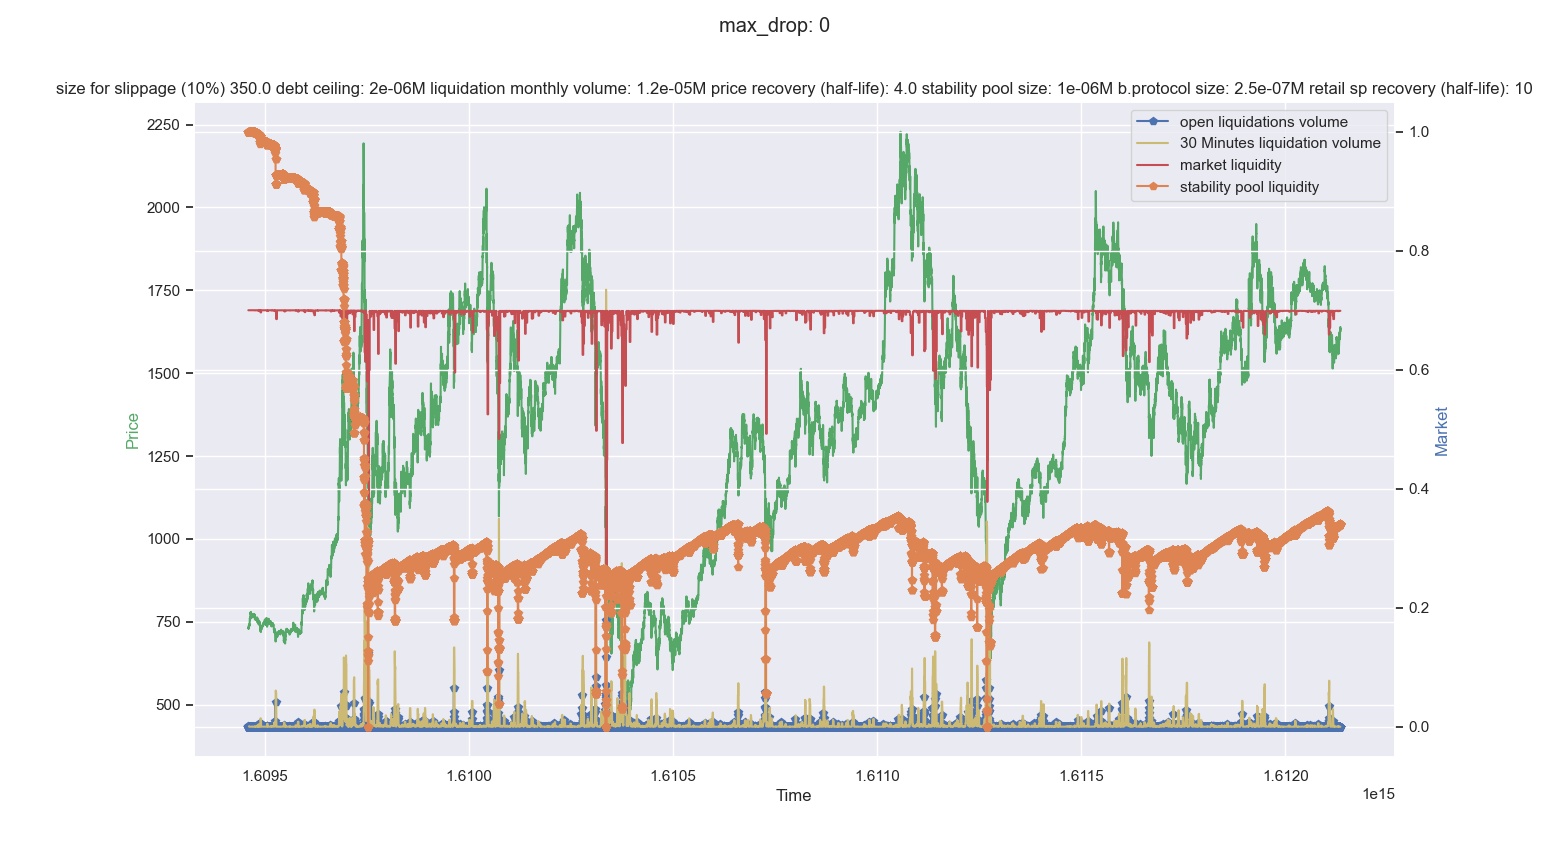 max_drop: 0
size for slippage (10%) 350.0 debt ceiling: 2e-06M liquidation monthly volume: 1.2e-05M price recovery (half-life): 4.0 stability pool size: 1e-06M b.protocol size: 2.5e-07M retail sp recovery (half-life): 10
open liquidations volume
30 Minutes liquidation volume
market liquidity
stability pool liquidity
2250
2000
1750
1500
1250
1000
750
500
Price
1.0
0.8
0.6
0.4
0.2
0.0
Market
1.6095
1.6100
1.6105
1.6110
1.6115
1.6120
Time
1e15